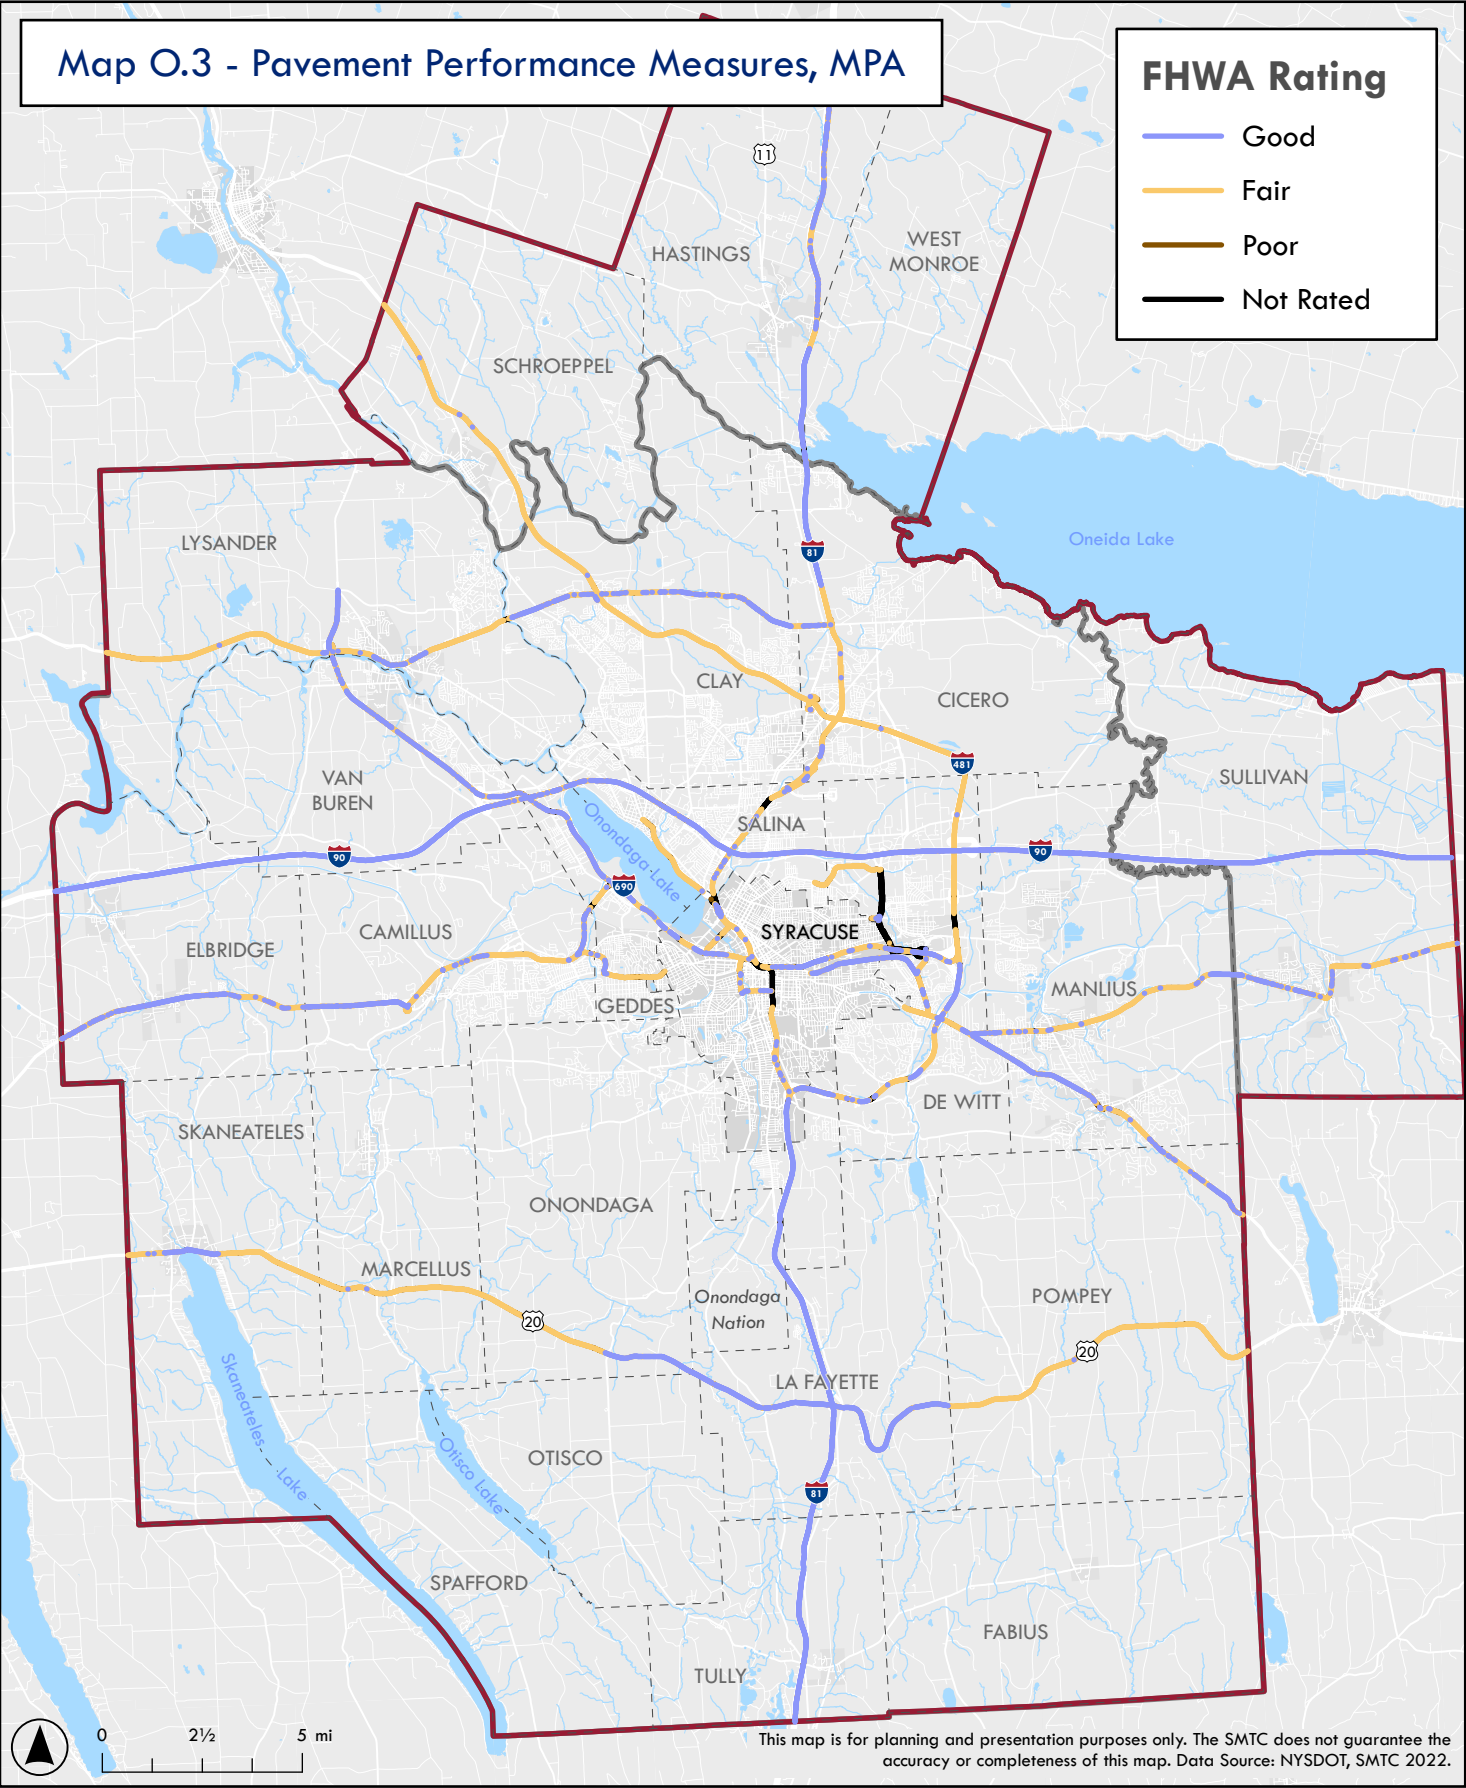 Map O.3 - Pavement Performance Measures, MPA
FHWA Rating
Good
Fair
Poor
Not Rated
11
HASTINGS
WEST
MONROE
SCHROEPPEL
LYSANDER
81
Oneida Lake
CLAY
CICERO
481
VAN
BUREN
SULLIVAN
Onondaga Lake
SALINA
90
90
690
CAMILLUS
SYRACUSE
ELBRIDGE
GEDDES
MANLIUS
DE WITT
SKANEATELES
ONONDAGA
MARCELLUS
Onondaga
Nation
POMPEY
20
20
Skaneateles
Lake
LA FAYETTE
Otisco Lake
OTISCO
81
SPAFFORD
FABIUS
TULLY
0 2½ 5 mi
This map is for planning and presentation purposes only. The SMTC does not guarantee the
accuracy or completeness of this map. Data Source: NYSDOT, SMTC 2022.